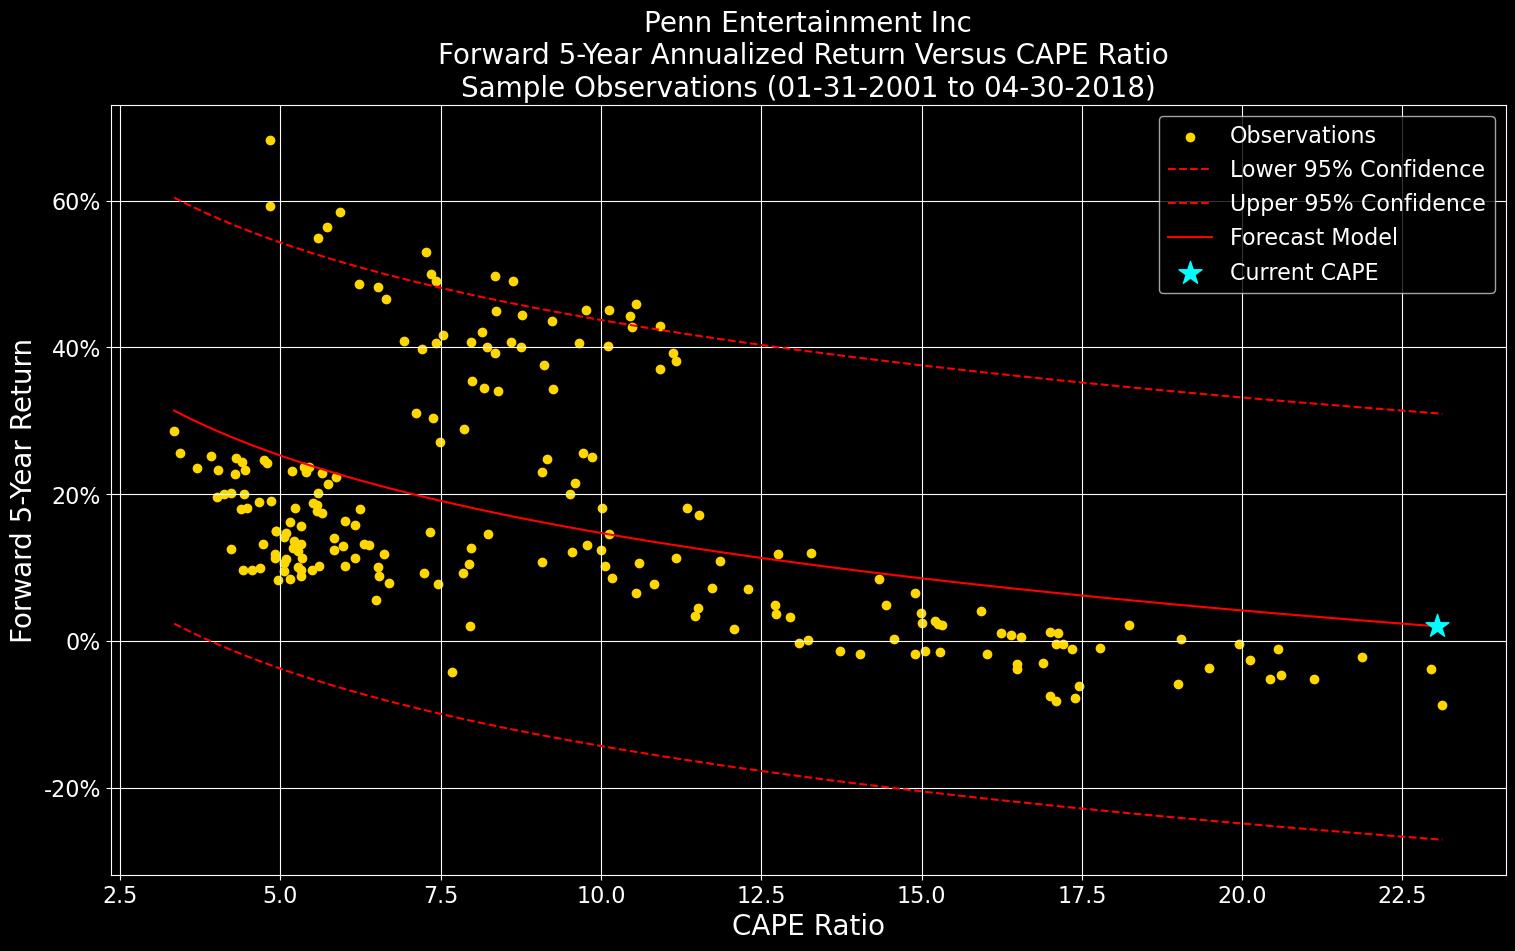 Penn Entertainment Inc
Forward 5-Year Annualized Return Versus CAPE Ratio
Sample Observations (01-31-2001 to 04-30-2018)
Observations
Lower 95% Confidence
Upper 95% Confidence
Forecast Model
Current CAPE
Forward 5-Year Return
60%
40%
20%
0%
-20%
2.5 5.0 7.5 10.0 12.5 15.0 17.5 20.0 22.5
CAPE Ratio